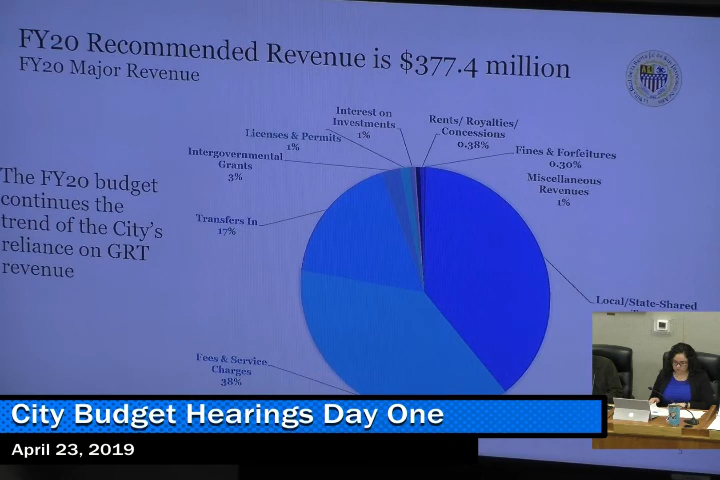 FY20 Recommended Revenue is $377.4 million
FY20 Major Revenue
Interest on
Investments
1%
Rents/ Royalties/
Concessions
0.38%
Licenses & Permits
1%
Fines & Forfeitures
0.30%
Intergovernmental
Grants
3%
Miscellaneous
Revenues
1%
The FY20 budget
continues the
trend of the City's
reliance on GRT
revenue
Transfers In
17%
Local/State-Shared
Fees & Service
Charges
38%
City Budget Hearings Day One
April 23, 2019